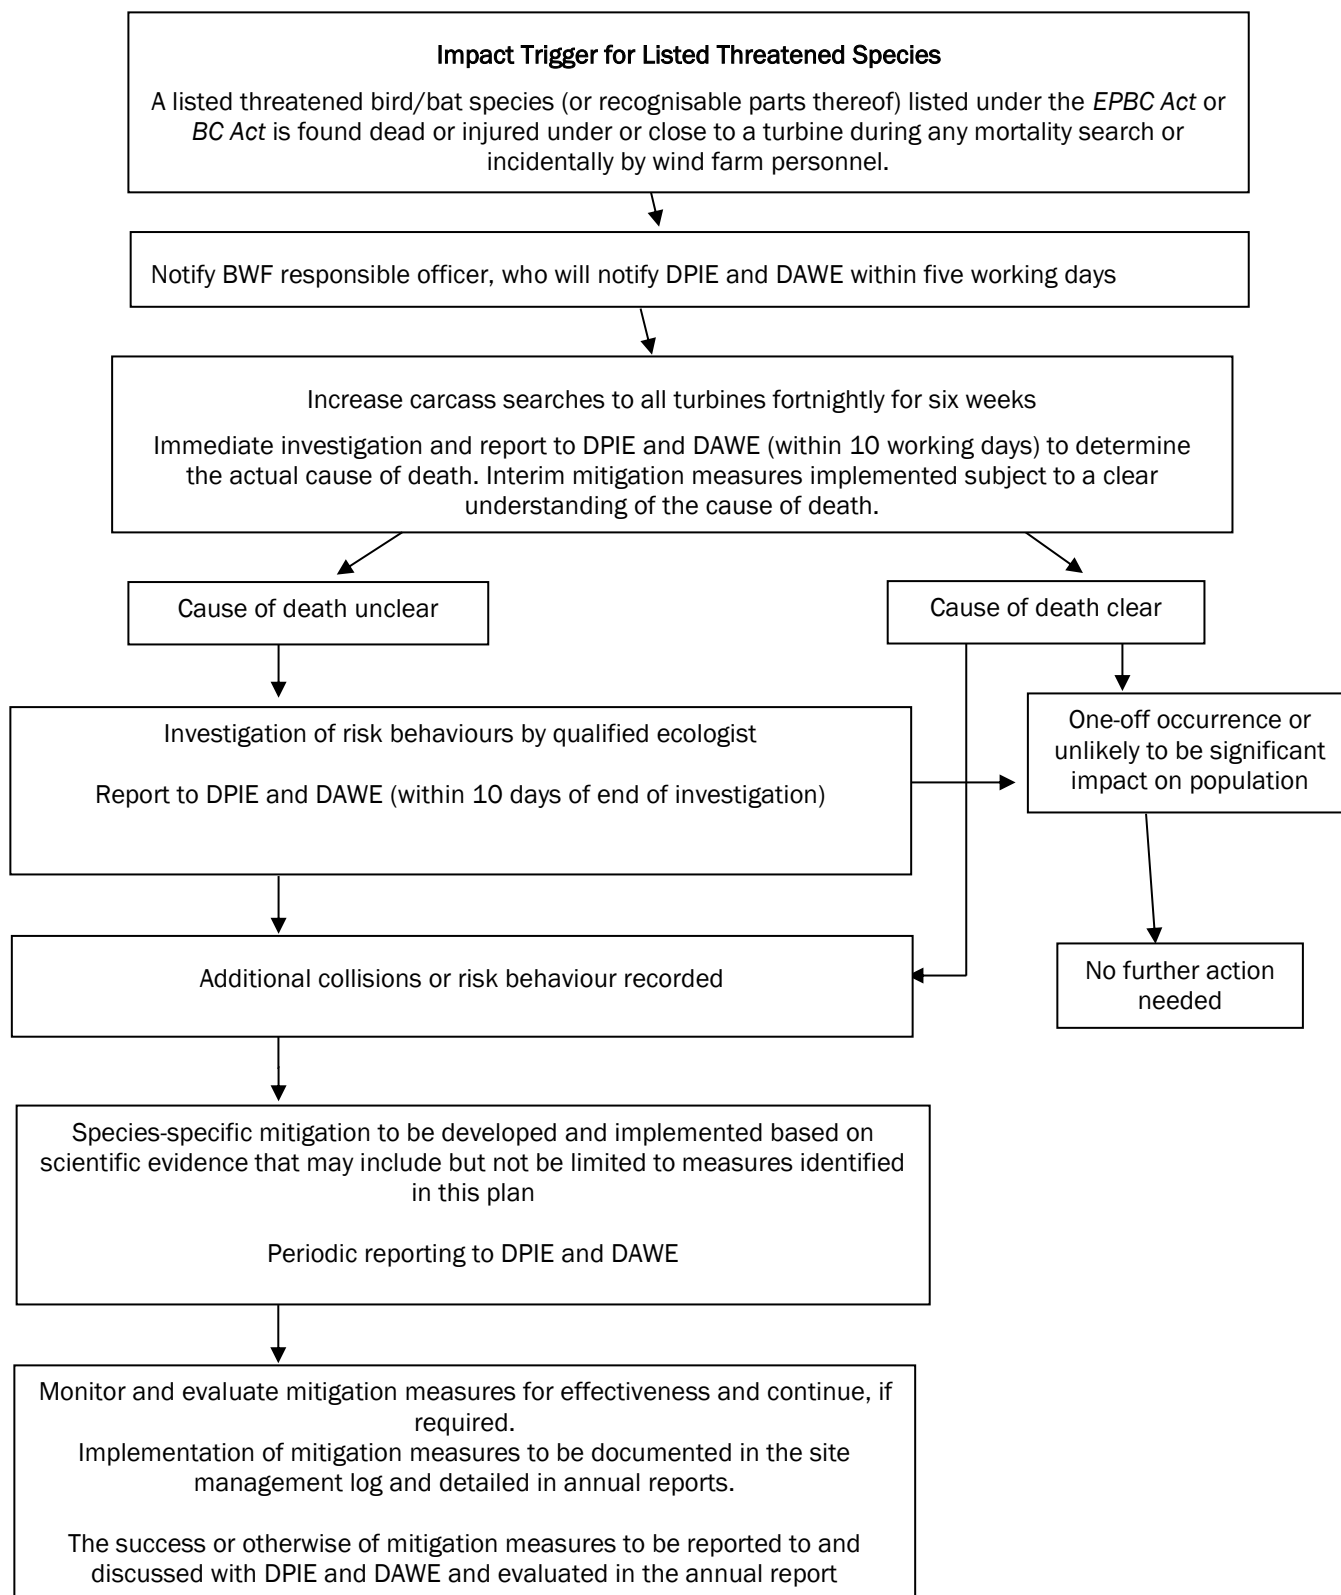 Impact Trigger for Listed Threatened Species
A listed threatened bird/bat species (or recognisable parts thereof) listed under the EPBC Act or
BC Act is found dead or injured under or close to a turbine during any mortality search or
incidentally by wind farm personnel.
Notify BWF responsible officer, who will notify DPIE and DAWE within five working days
Increase carcass searches to all turbines fortnightly for six weeks
Immediate investigation and report to DPIE and DAWE (within 10 working days) to determine
the actual cause of death. Interim mitigation measures implemented subject to a clear
understanding of the cause of death.
Cause of death unclear
Cause of death clear
Investigation of risk behaviours by qualified ecologist
Report to DPIE and DAWE (within 10 days of end of investigation)
One-off occurrence or
unlikely to be significant
impact on population
Additional collisions or risk behaviour recorded
No further action
needed
Species-specific mitigation to be developed and implemented based on
scientific evidence that may include but not be limited to measures identified
in this plan
Periodic reporting to DPIE and DAWE
Monitor and evaluate mitigation measures for effectiveness and continue, if
required.
Implementation of mitigation measures to be documented in the site
management log and detailed in annual reports.
The success or otherwise of mitigation measures to be reported to and
discussed with DPIE and DAWE and evaluated in the annual report